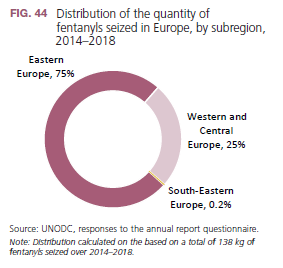 FIG. 44 Distribution of the quantity of
fentanyls seized in Europe, by subregion,
2014–2018
Eastern
Europe, 75%
Western and
Central
Europe, 25%
South-Eastern
Europe, 0.2%
Source: UNODC, responses to the annual report questionnaire.
Note: Distribution calculated on the based on a total of 138 kg of
fentanyls seized over 2014–2018.